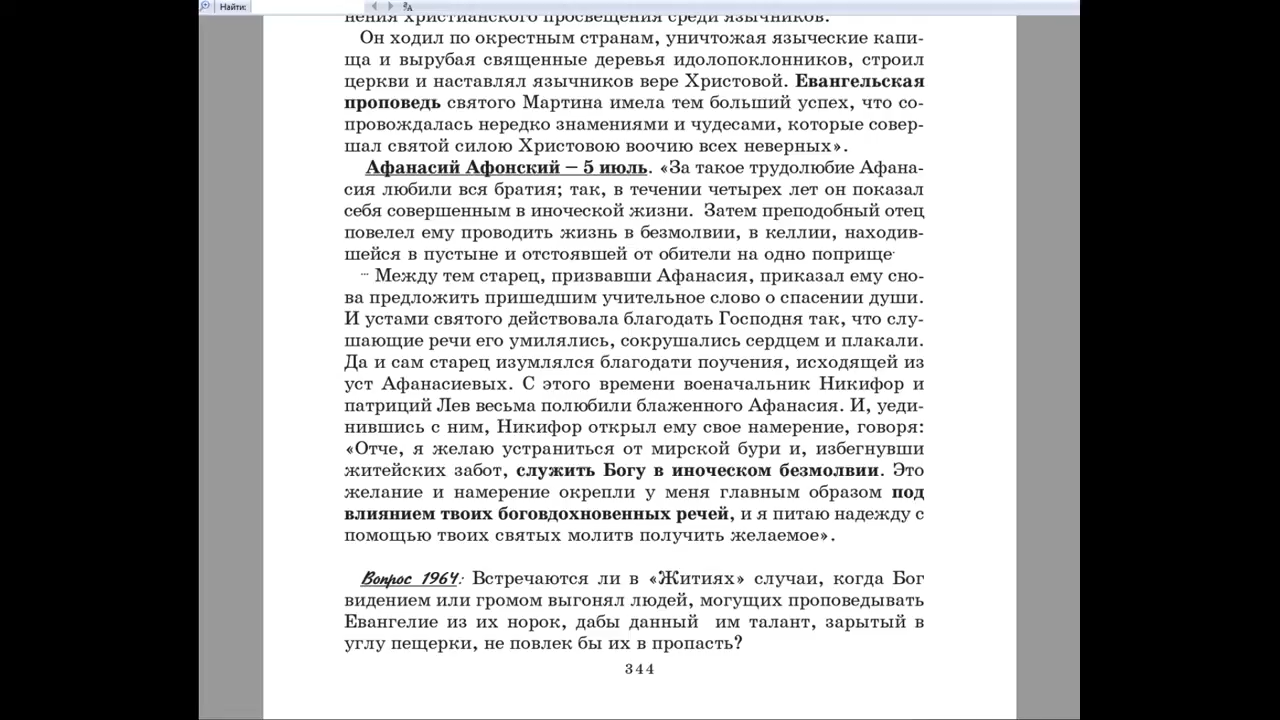 Найти:
нения христианского просвещения среди язычников.
Он ходил по окрестным странам, уничтожая языческие капи-
ща и вырубая священные деревья идолопоклонников, строил
церкви и наставлял язычников вере Христовой. Евангельская
проповедь святого Мартина имела тем больший успех, что со-
провождалась нередко знамениями и чудесами, которые совер-
шал святой силою Христовою воочию всех неверных».
Афанасий Афонский – 5 июль. «За такое трудолюбие Афана-
сия любили вся братия; так, в течении четырех лет он показал
себя совершенным в иноческой жизни. Затем преподобный отец
повелел ему проводить жизнь в безмолвии, в келлии, находив-
шейся в пустыне и отстоявшей от обители на одно поприще.
... Между тем старец, призвавши Афанасия, приказал ему сно-
ва предложить пришедшим учительное слово о спасении души.
И устами святого действовала благодать Господня так, что слу-
шающие речи его умилялись, сокрушались сердцем и плакали.
Да и сам старец изумлялся благодати поучения, исходящей из
уст Афанасиевых. С этого времени военачальник Никифор и
патриций Лев весьма полюбили блаженного Афанасия. И, уеди-
нившись с ним, Никифор открыл ему свое намерение, говоря:
«Отче, я желаю устраниться от мирской бури и, избегнувши
житейских забот, служить Богу в иноческом безмолвии. Это
желание и намерение окрепли у меня главным образом под
влиянием твоих боговдохновенных речей, и я питаю надежду с
помощью твоих святых молитв получить желаемое».
Вопрос 1964: Встречаются ли в «Житиях» случаи, когда Бог
видением или громом выгонял людей, могущих проповедывать
Евангелие из их норок, дабы данный им талант, зарытый в
углу пещерки, не повлек бы их в пропасть?
344